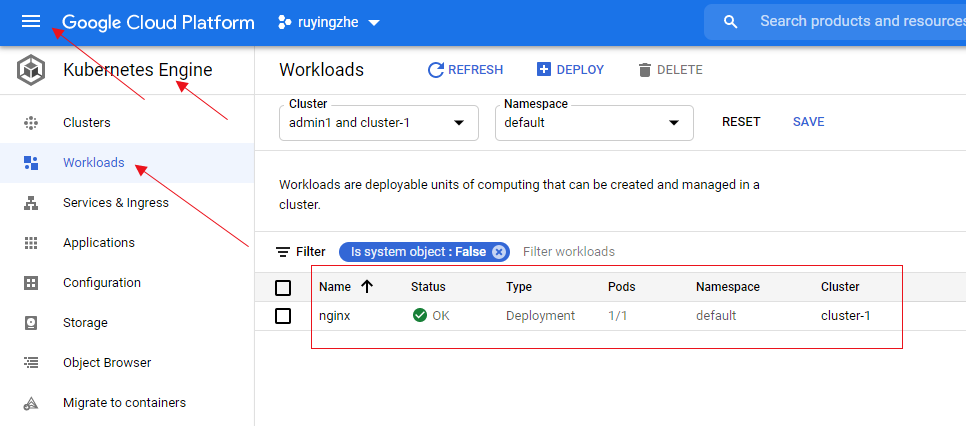 Google Cloud Platform ruyingzhe Search products and resources
Kubernetes Engine
Workloads REFRESH DEPLOY DELETE
Clusters
Workloads
Services & Ingress
Applications
Configuration
Storage
Object Browser
Migrate to containers
Cluster Namespace
admin1 and cluster-1 default RESET SAVE
Workloads are deployable units of computing that can be created and managed in a
cluster.
Filter Is system object : False Filter workloads
Name Status Type Pods Namespace Cluster
nginx OK Deployment 1/1 default cluster-1